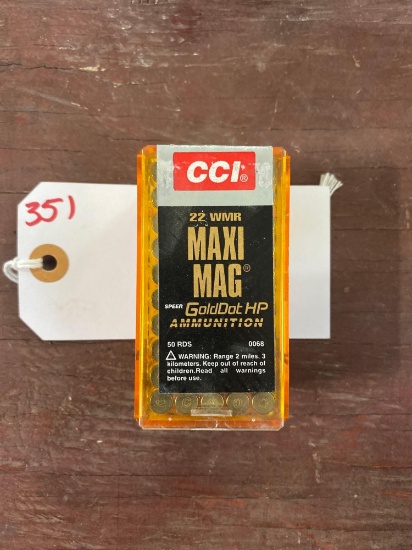 351
CCI®
22 WMR
MAXI
MAG®
SPEER GoldDot HP
AMMUNITION
50 RDS 0068
⚠ WARNING: Range 2 miles. 3
kilometers. Keep out of reach of
children.Read all warnings
before use.